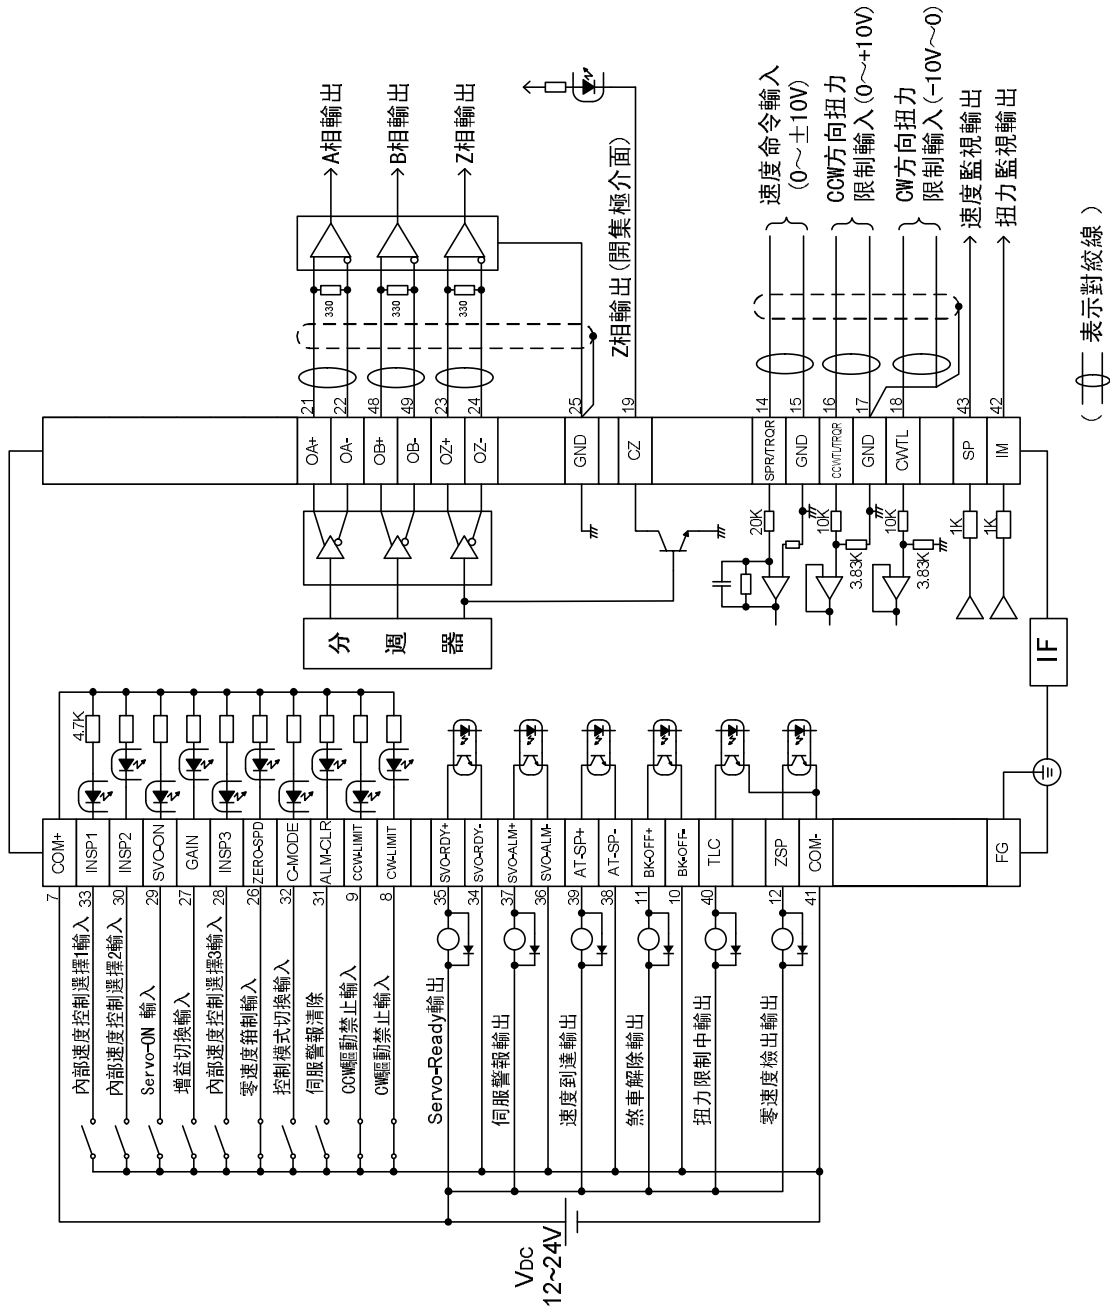 COM+
7
INSP1
33
內部速度控制選擇1輸入
INSP2
30
內部速度控制選擇2輸入
SVO-ON
29
Servo-ON 輸入
GAIN
27
增益切換輸入
INSP3
28
內部速度控制選擇3輸入
ZERO-SPD
26
零速度箝制輸入
C-MODE
32
控制模式切換輸入
ALM-CLR
31
伺服警報清除
CCW-LIMIT
9
CCW驅動禁止輸入
CW-LIMIT
8
CW驅動禁止輸入
4.7K
SVO-RDY+
35
Servo-Ready輸出
SVO-RDY-
34
SVO-ALM+
37
伺服警報輸出
SVO-ALM-
36
AT-SP+
39
速度到達輸出
AT-SP-
38
BK-OFF+
11
煞車解除輸出
BK-OFF-
10
TLC
40
扭力限制中輸出
ZSP
12
零速度檢出輸出
COM-
41
FG
VDC
12~24V
分週器
OA+
21
OA-
22
OB+
48
OB-
49
OZ+
23
OZ-
24
330
330
330
A相輸出
B相輸出
Z相輸出
GND
25
CZ
19
Z相輸出(開集極介面)
SPR/TRQR
14
GND
15
CCWTL/TRQR
16
GND
17
CWTL
18
SP
43
IM
42
20K
10K
3.83K
10K
3.83K
1K
1K
速度命令輸入
(0～±10V)
CCW方向扭力
限制輸入(0～+10V)
CW方向扭力
限制輸入(-10V～0)
速度監視輸出
扭力監視輸出
IF
( 表示對絞線 )